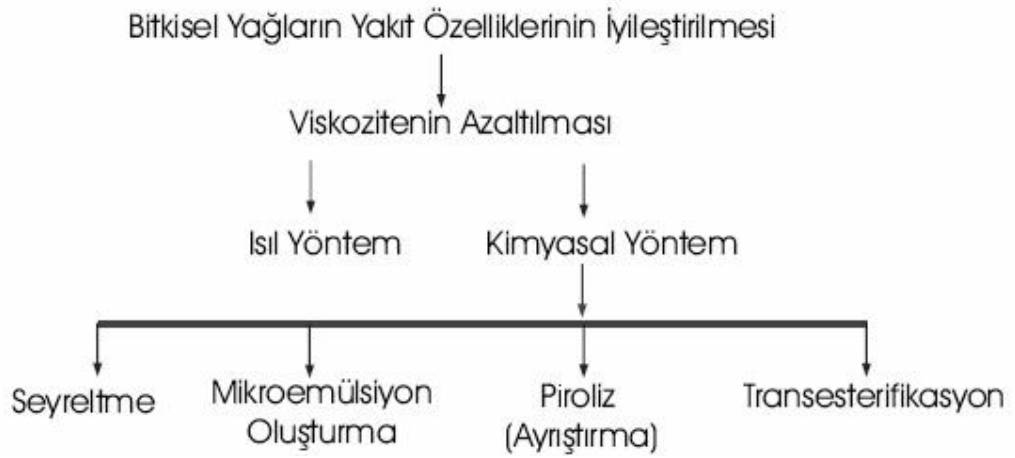 Bitkisel Yağların Yakıt Özelliklerinin İyileştirilmesi
Viskozitenin Azaltılması
Isıl Yöntem
Kimyasal Yöntem
Seyreltme
Mikroemülsiyon
Oluşturma
Piroliz
(Ayrıştırma)
Transesterifikasyon